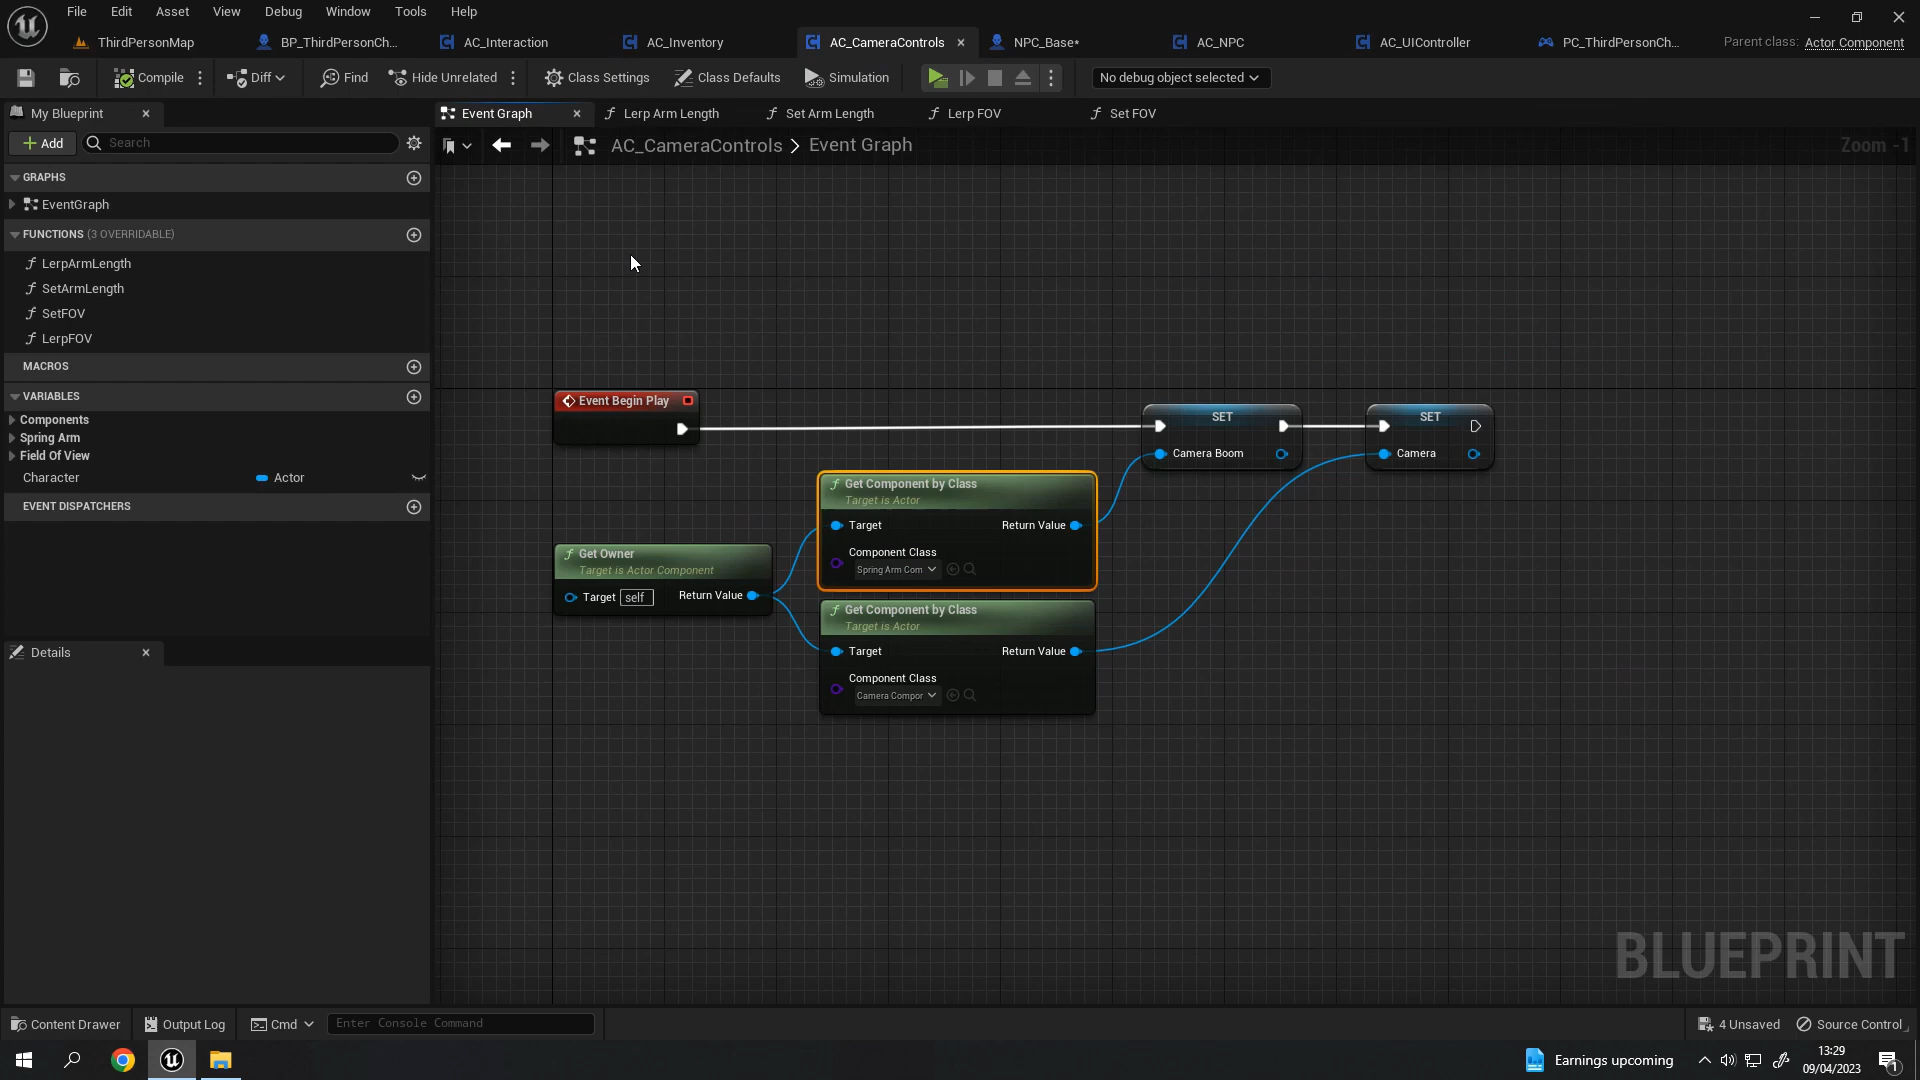 File Edit Asset View Debug Window Tools Help
ThirdPersonMap BP_ThirdPersonCh... AC_Interaction AC_Inventory AC_CameraControls NPC_Base* AC_NPC AC_UIController PC_ThirdPersonCh... Parent class: Actor Component
Compile Diff Find Hide Unrelated Class Settings Class Defaults Simulation No debug object selected
My Blueprint Event Graph Lerp Arm Length Set Arm Length Lerp FOV Set FOV
Add Search AC_CameraControls > Event Graph Zoom -1
GRAPHS
EventGraph
FUNCTIONS (3 OVERRIDABLE)
LerpArmLength
SetArmLength
SetFOV
LerpFOV
MACROS
VARIABLES
Components
Spring Arm
Field Of View
Character Actor
EVENT DISPATCHERS
Details
Event Begin Play
SET
Camera Boom
SET
Camera
Get Component by Class
Target is Actor
Target Return Value
Component Class
Spring Arm Com
Get Owner
Target is Actor Component
Target self Return Value
Get Component by Class
Target is Actor
Target Return Value
Component Class
Camera Compor
BLUEPRINT
Content Drawer Output Log Cmd Enter Console Command 4 Unsaved Source Control
Earnings upcoming 13:29
09/04/2023
1